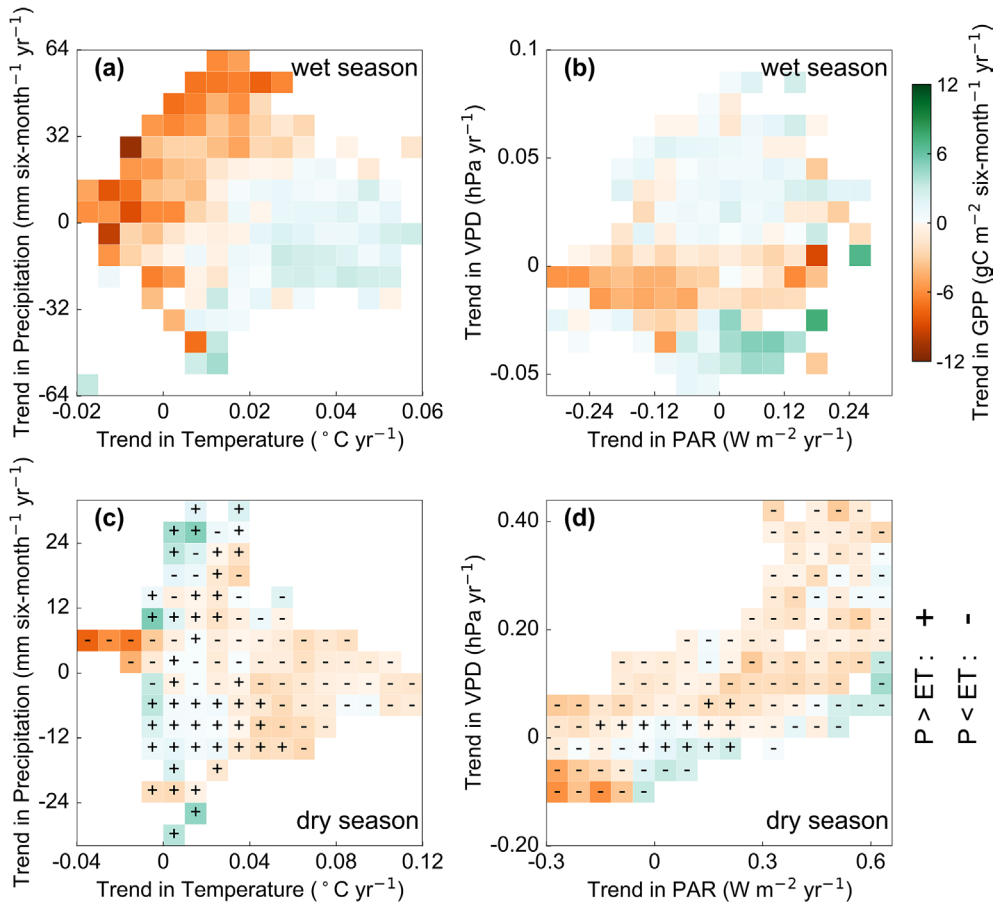 (a)
wet season
64
32
0
-32
-64
Trend in Precipitation (mm six-month⁻¹ yr⁻¹)
-0.02
0
0.02
0.04
0.06
Trend in Temperature (°C yr⁻¹)
(b)
wet season
0.1
0.05
0
-0.05
Trend in VPD (hPa yr⁻¹)
-0.24
-0.12
0
0.12
0.24
Trend in PAR (W m⁻² yr⁻¹)
12
6
0
-6
-12
Trend in GPP (gC m⁻² six-month⁻¹ yr⁻¹)
(c)
dry season
24
12
0
-12
-24
Trend in Precipitation (mm six-month⁻¹ yr⁻¹)
-0.04
0
0.04
0.08
0.12
Trend in Temperature (°C yr⁻¹)
(d)
dry season
0.40
0.20
0
-0.20
Trend in VPD (hPa yr⁻¹)
-0.3
0
0.3
0.6
Trend in PAR (W m⁻² yr⁻¹)
P > ET: +
P < ET: -